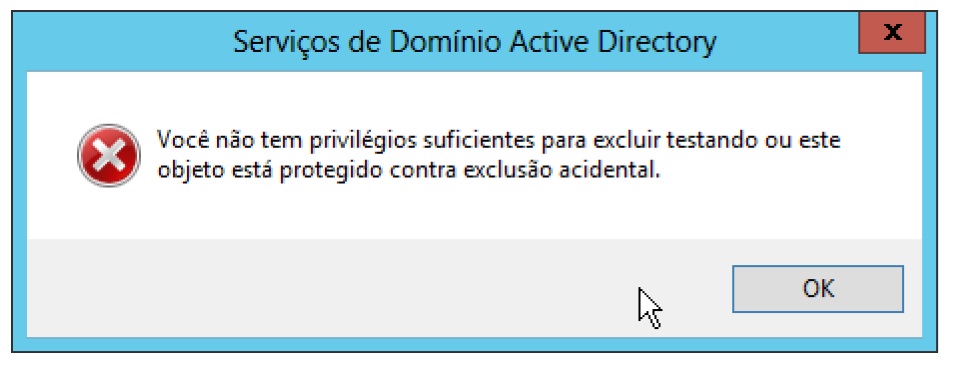 Serviços de Domínio Active Directory
x
Você não tem privilégios suficientes para excluir testando ou este
objeto está protegido contra exclusão acidental.
OK